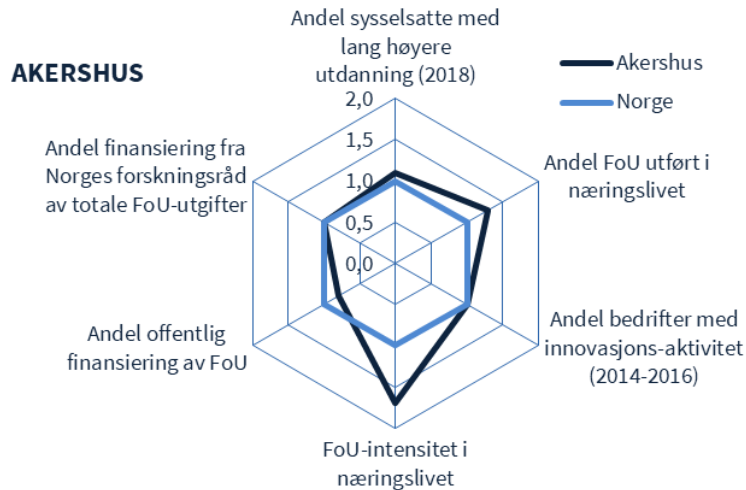 AKERSHUS
Andel sysselsatte med
lang høyere
utdanning (2018)
Akershus
Norge
2,0
1,5
1,0
0,5
0,0
Andel FoU utført i
næringslivet
Andel bedrifter med
innovasjons-aktivitet
(2014-2016)
FoU-intensitet i
næringslivet
Andel offentlig
finansiering av FoU
Andel finansiering fra
Norges forskningsråd
av totale FoU-utgifter